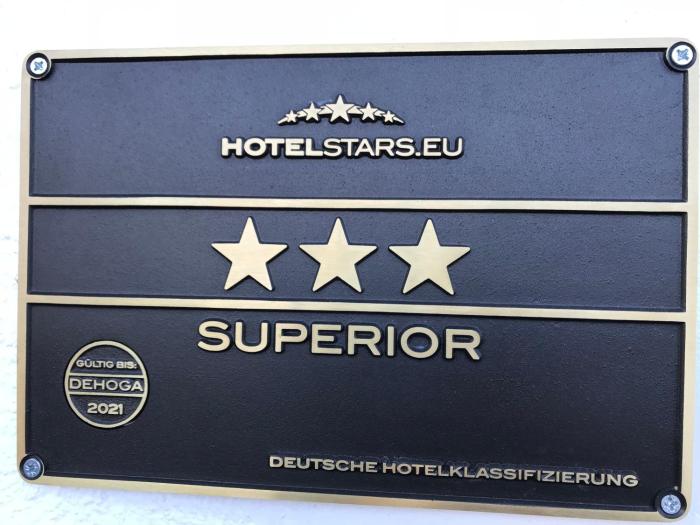 HOTELSTARS.EU
SUPERIOR
GÜLTIG BIS:
DEHOGA
2021
DEUTSCHE HOTELKLASSIFIZIERUNG